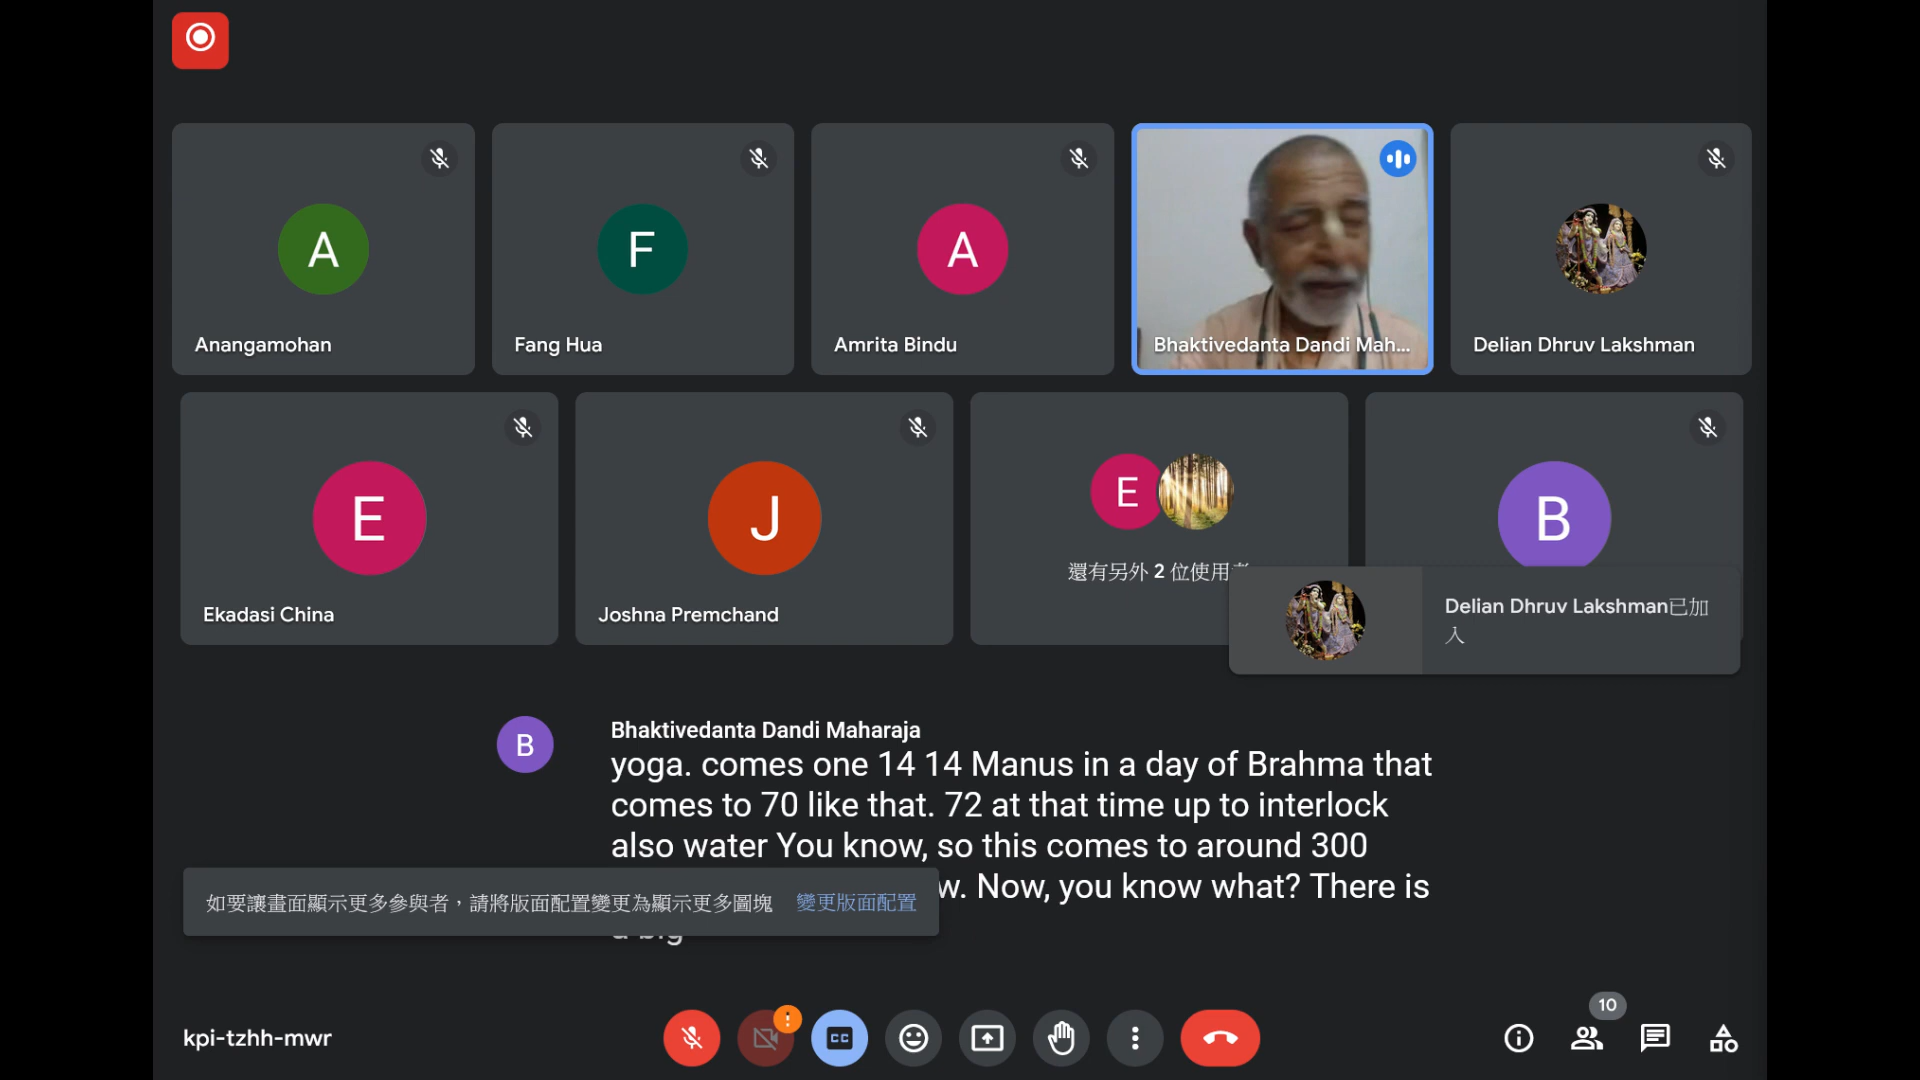 A
Anangamohan
F
Fang Hua
A
Amrita Bindu
Bhaktivedanta Dandi Mah...
Delian Dhruv Lakshman
E
Ekadasi China
J
Joshna Premchand
E
還有另外 2 位使用
B
Delian Dhruv Lakshman已加
入
B
Bhaktivedanta Dandi Maharaja
yoga. comes one 14 14 Manus in a day of Brahma that
comes to 70 like that. 72 at that time up to interlock
also water You know, so this comes to around 300
Now, you know what? There is
如要讓畫面顯示更多參與者，請將版面配置變更為顯示更多圖塊 變更版面配置
kpi-tzhh-mwr
CC
10